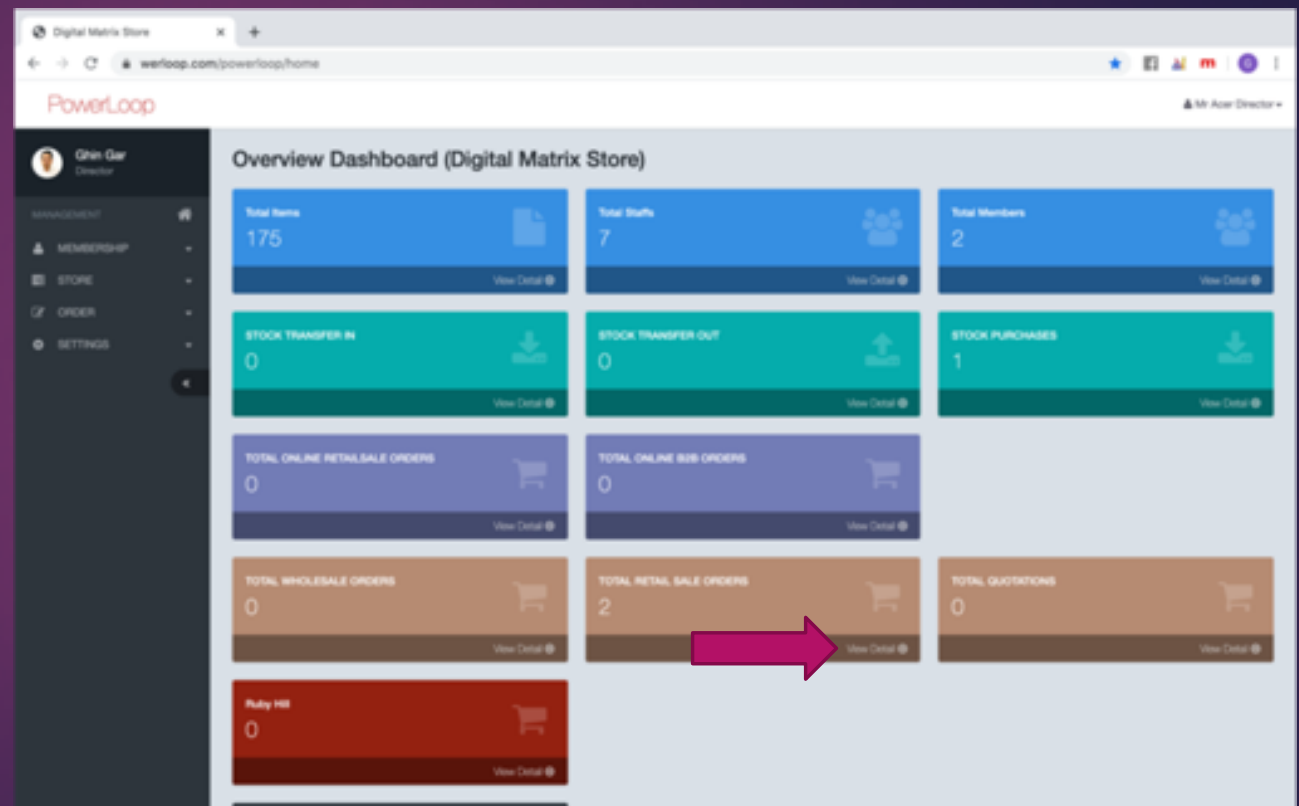 Digital Matrix Store
werloop.com/powerloop/home
PowerLoop
Mr Acer Director
Ghin Gar
Director
Overview Dashboard (Digital Matrix Store)
MANAGEMENT
MEMBERSHIP
STORE
ORDER
SETTINGS
Total Items
Total Staffs
Total Members
175
7
2
View Detail
View Detail
View Detail
STOCK TRANSFER IN
STOCK TRANSFER OUT
STOCK PURCHASES
0
0
1
View Detail
View Detail
View Detail
TOTAL ONLINE RETAILSALE ORDERS
TOTAL ONLINE B2B ORDERS
0
0
View Detail
View Detail
TOTAL WHOLESALE ORDERS
TOTAL RETAIL SALE ORDERS
TOTAL QUOTATIONS
0
2
0
View Detail
View Detail
View Detail
Ruby Hill
0
View Detail